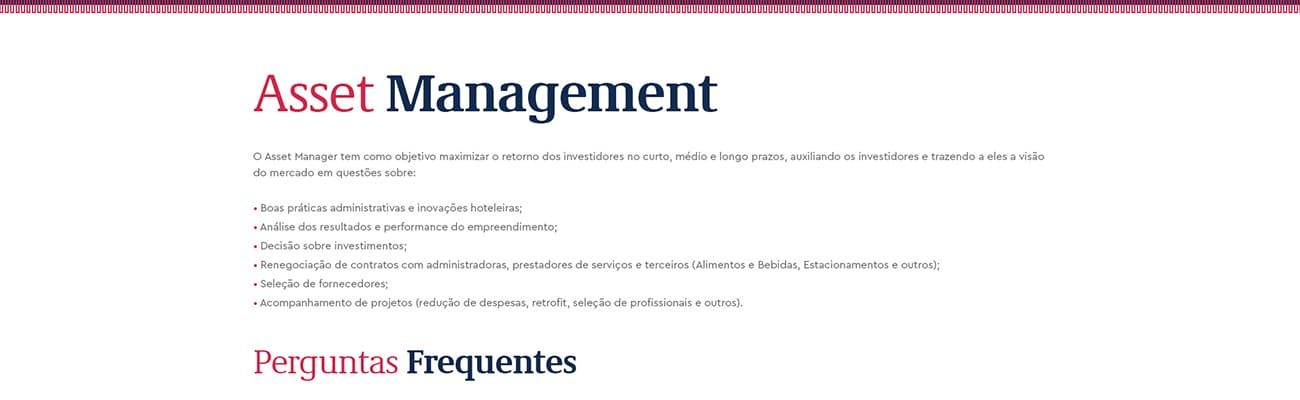 Asset Management
O Asset Manager tem como objetivo maximizar o retorno dos investidores no curto, médio e longo prazos, auxiliando os investidores e trazendo a eles a visão
do mercado em questões sobre:
• Boas práticas administrativas e inovações hoteleiras;
• Análise dos resultados e performance do empreendimento;
• Decisão sobre investimentos;
• Renegociação de contratos com administradoras, prestadores de serviços e terceiros (Alimentos e Bebidas, Estacionamentos e outros);
• Seleção de fornecedores;
• Acompanhamento de projetos (redução de despesas, retrofit, seleção de profissionais e outros).
Perguntas Frequentes